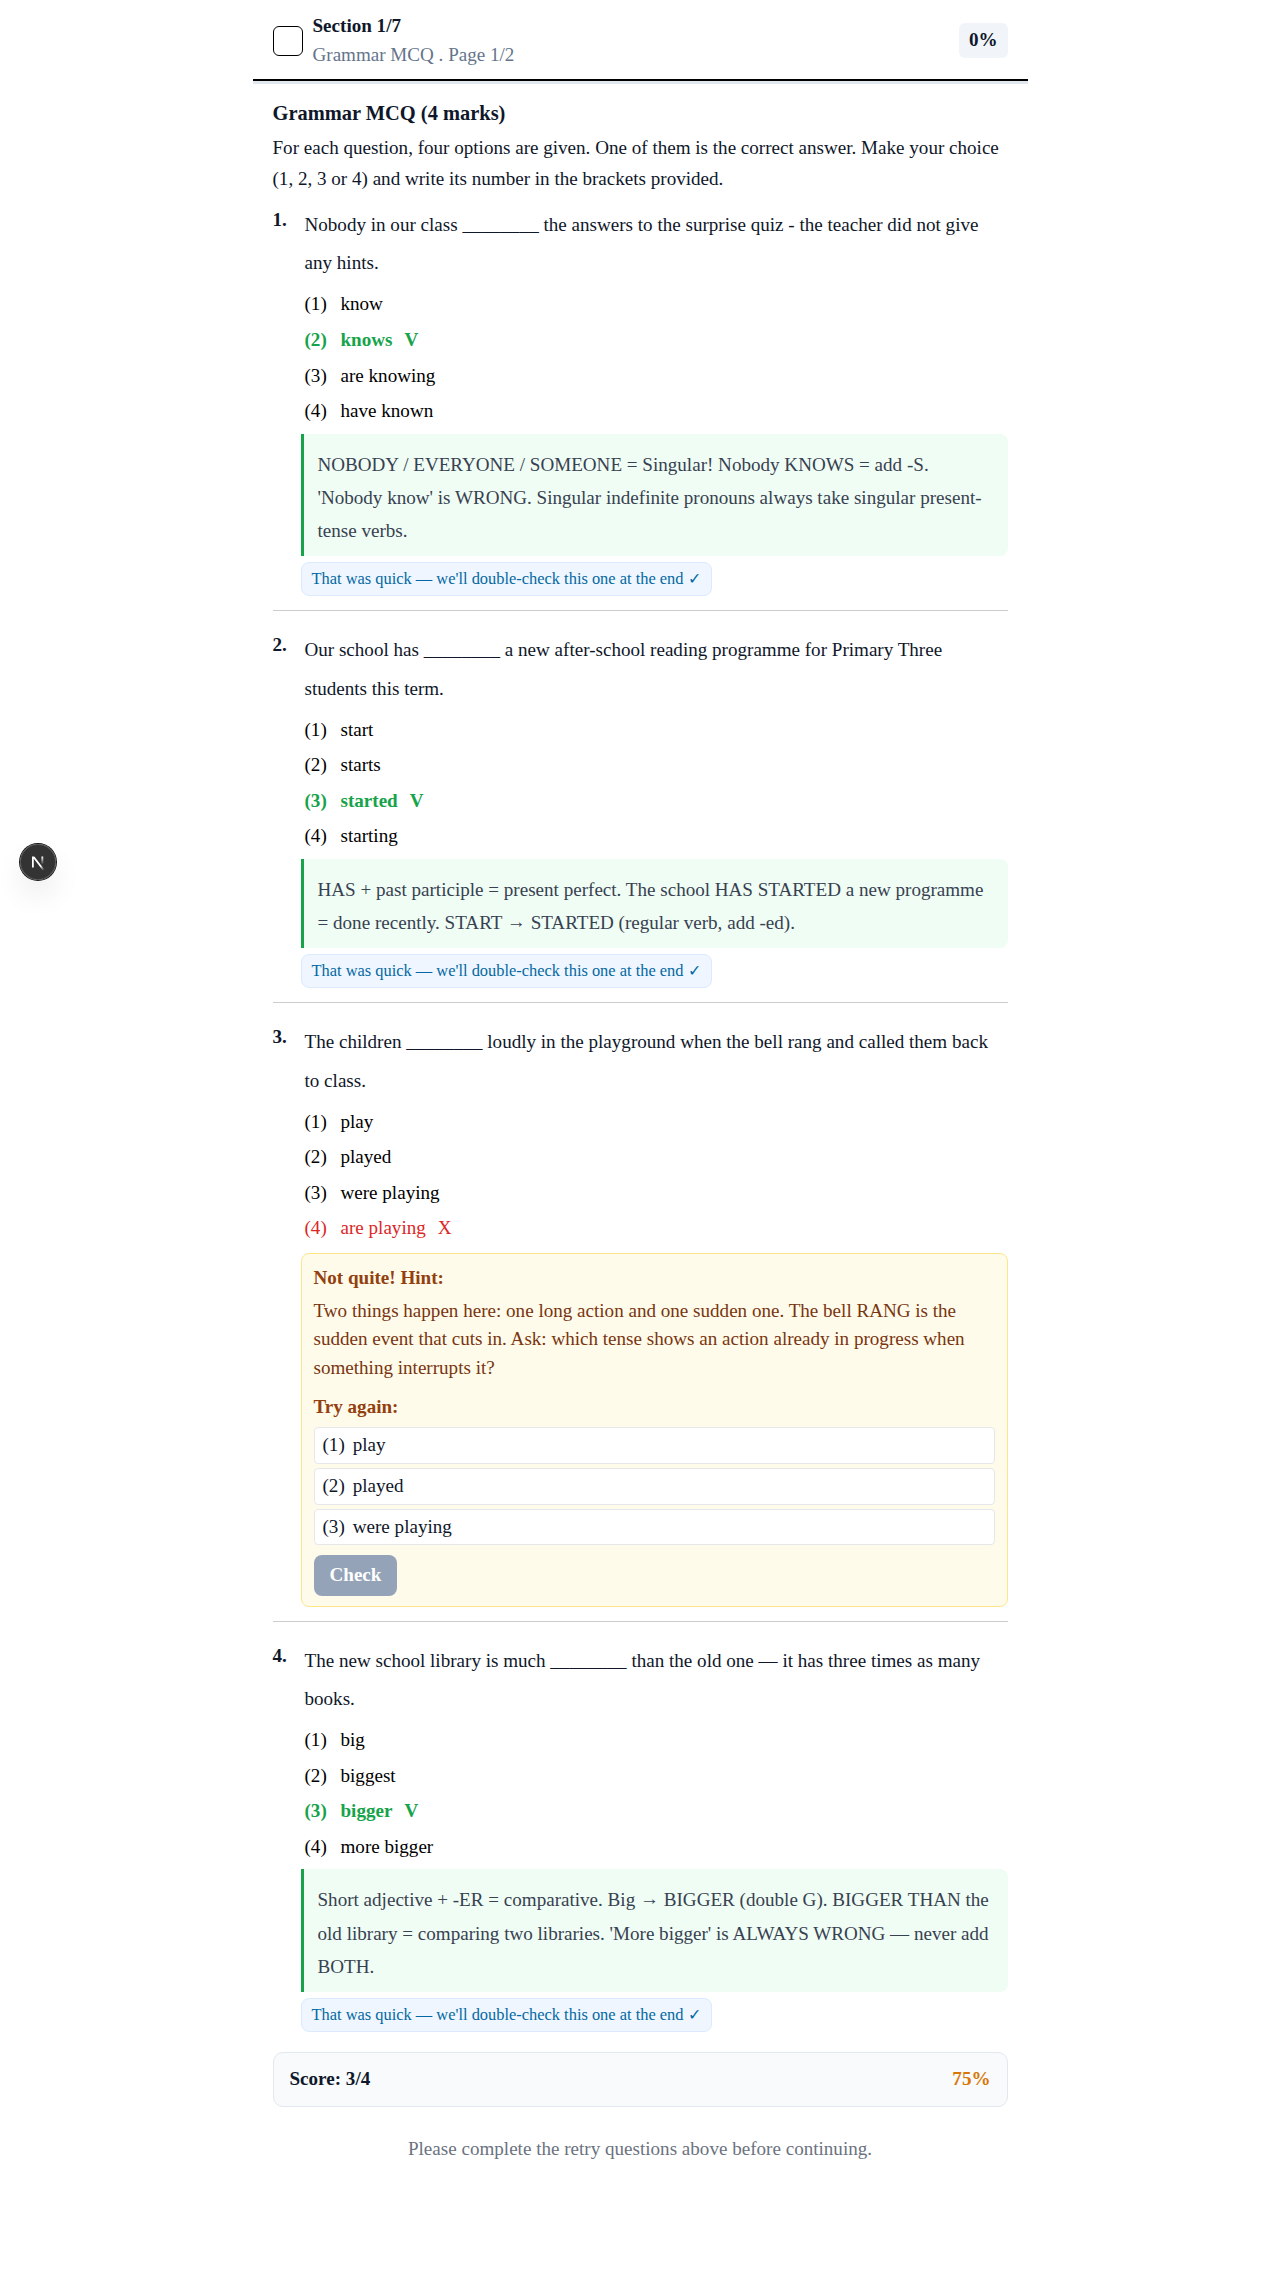 Section 1/7
Grammar MCQ . Page 1/2
0%
Grammar MCQ (4 marks)
For each question, four options are given. One of them is the correct answer. Make your choice
(1, 2, 3 or 4) and write its number in the brackets provided.
1. Nobody in our class ________ the answers to the surprise quiz - the teacher did not give
any hints.
(1) know
(2) knows V
(3) are knowing
(4) have known
NOBODY / EVERYONE / SOMEONE = Singular! Nobody KNOWS = add -S.
'Nobody know' is WRONG. Singular indefinite pronouns always take singular present-
tense verbs.
That was quick — we'll double-check this one at the end ✓
2. Our school has ________ a new after-school reading programme for Primary Three
students this term.
(1) start
(2) starts
(3) started V
(4) starting
HAS + past participle = present perfect. The school HAS STARTED a new programme
= done recently. START → STARTED (regular verb, add -ed).
That was quick — we'll double-check this one at the end ✓
3. The children ________ loudly in the playground when the bell rang and called them back
to class.
(1) play
(2) played
(3) were playing
(4) are playing X
Not quite! Hint:
Two things happen here: one long action and one sudden one. The bell RANG is the
sudden event that cuts in. Ask: which tense shows an action already in progress when
something interrupts it?
Try again:
(1) play
(2) played
(3) were playing
Check
4. The new school library is much ________ than the old one — it has three times as many
books.
(1) big
(2) biggest
(3) bigger V
(4) more bigger
Short adjective + -ER = comparative. Big → BIGGER (double G). BIGGER THAN the
old library = comparing two libraries. 'More bigger' is ALWAYS WRONG — never add
BOTH.
That was quick — we'll double-check this one at the end ✓
Score: 3/4
75%
Please complete the retry questions above before continuing.